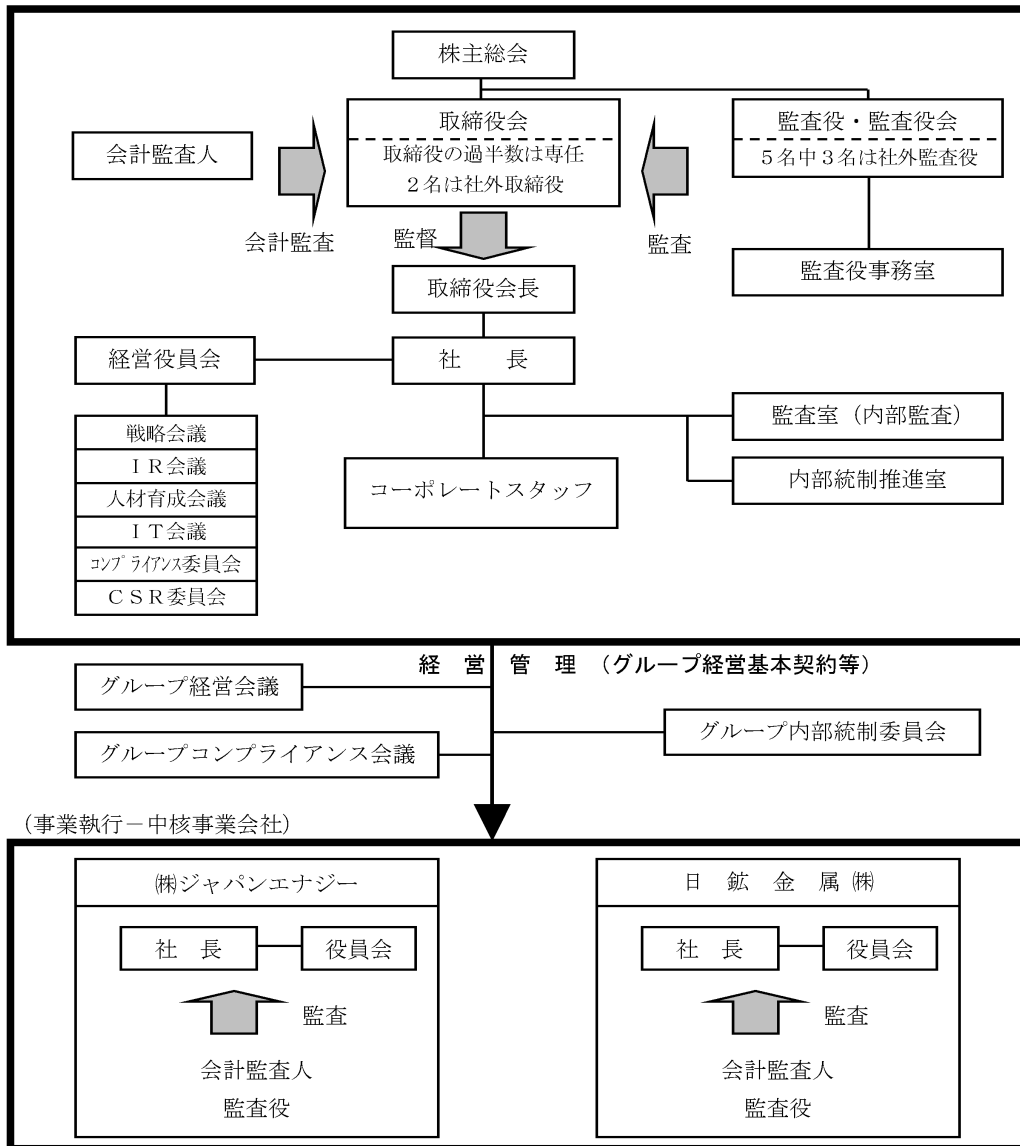 株主総会
取締役会
取締役の過半数は専任
２名は社外取締役
監査役・監査役会
５名中３名は社外監査役
会計監査人
会計監査
監督
監査
監査役事務室
取締役会長
経営役員会
社　長
戦略会議
ＩＲ会議
人材育成会議
ＩＴ会議
ｺﾝﾌﾟﾗｲｱﾝｽ委員会
ＣＳＲ委員会
コーポレートスタッフ
監査室（内部監査）
内部統制推進室
経　営　管　理　（グループ経営基本契約等）
グループ経営会議
グループ内部統制委員会
グループコンプライアンス会議
（事業執行－中核事業会社）
㈱ジャパンエナジー
社　長
役員会
監査
会計監査人
監査役
日　鉱　金　属　㈱
社　長
役員会
監査
会計監査人
監査役